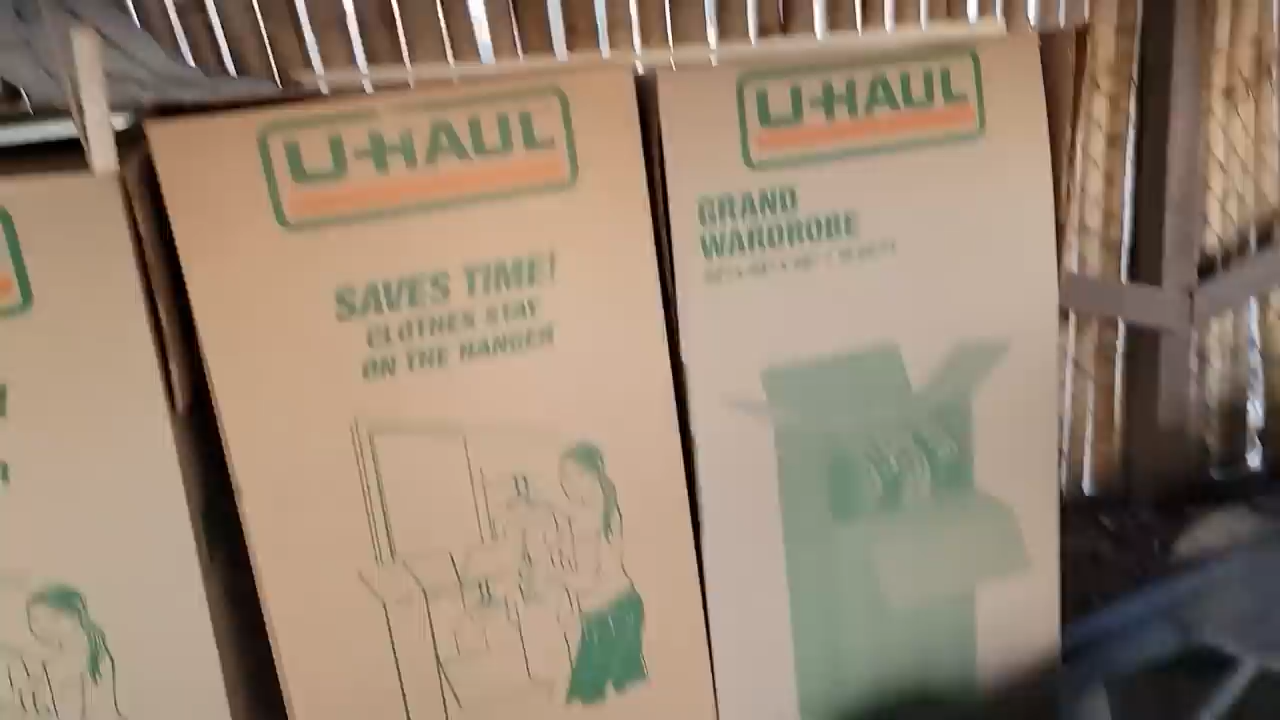 U-HAUL
SAVES TIME!
CLOTHES STAY
ON THE HANGER
U-HAUL
GRAND
WARDROBE